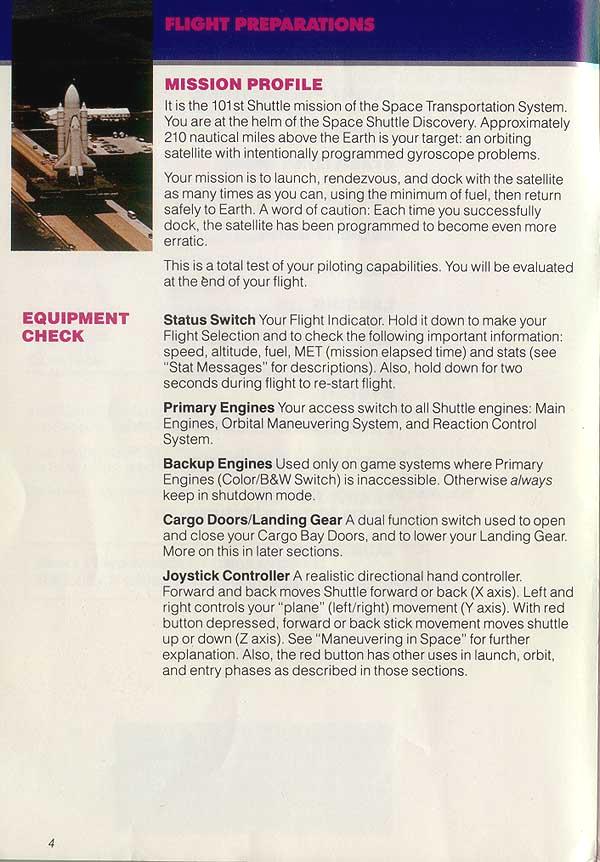 FLIGHT PREPARATIONS
MISSION PROFILE
It is the 101st Shuttle mission of the Space Transportation System.
You are at the helm of the Space Shuttle Discovery. Approximately
210 nautical miles above the Earth is your target: an orbiting
satellite with intentionally programmed gyroscope problems.
Your mission is to launch, rendezvous, and dock with the satellite
as many times as you can, using the minimum of fuel, then return
safely to Earth. A word of caution: Each time you successfully
dock, the satellite has been programmed to become even more
erratic.
This is a total test of your piloting capabilities. You will be evaluated
at the end of your flight.
EQUIPMENT
CHECK
Status Switch Your Flight Indicator. Hold it down to make your
Flight Selection and to check the following important information:
speed, altitude, fuel, MET (mission elapsed time) and stats (see
“Stat Messages” for descriptions). Also, hold down for two
seconds during flight to re-start flight.
Primary Engines Your access switch to all Shuttle engines: Main
Engines, Orbital Maneuvering System, and Reaction Control
System.
Backup Engines Used only on game systems where Primary
Engines (Color/B&W Switch) is inaccessible. Otherwise always
keep in shutdown mode.
Cargo Doors/Landing Gear A dual function switch used to open
and close your Cargo Bay Doors, and to lower your Landing Gear.
More on this in later sections.
Joystick Controller A realistic directional hand controller.
Forward and back moves Shuttle forward or back (X axis). Left and
right controls your “plane” (left/right) movement (Y axis). With red
button depressed, forward or back stick movement moves shuttle
up or down (Z axis). See “Maneuvering in Space” for further
explanation. Also, the red button has other uses in launch, orbit,
and entry phases as described in those sections.
4